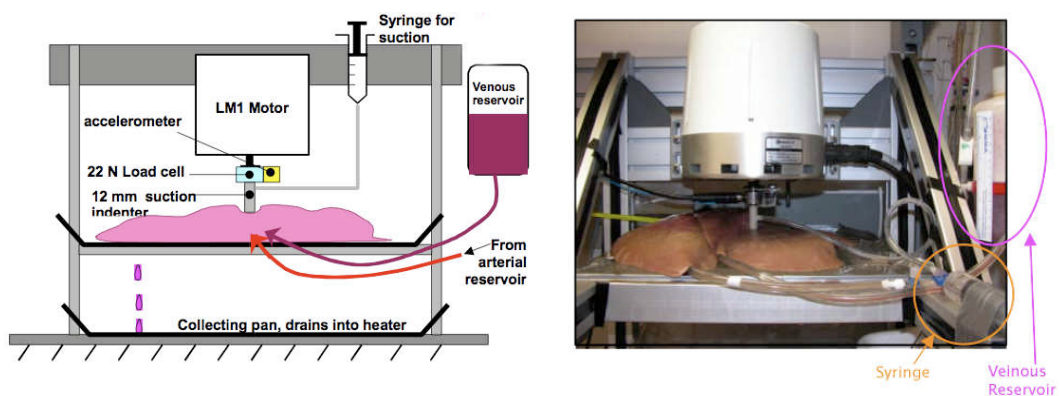 Syringe for
suction
Venous
reservoir
LM1 Motor
accelerometer
22 N Load cell
12 mm suction
indenter
From
arterial
reservoir
Collecting pan, drains into heater
Syringe
Veinous
Reservoir